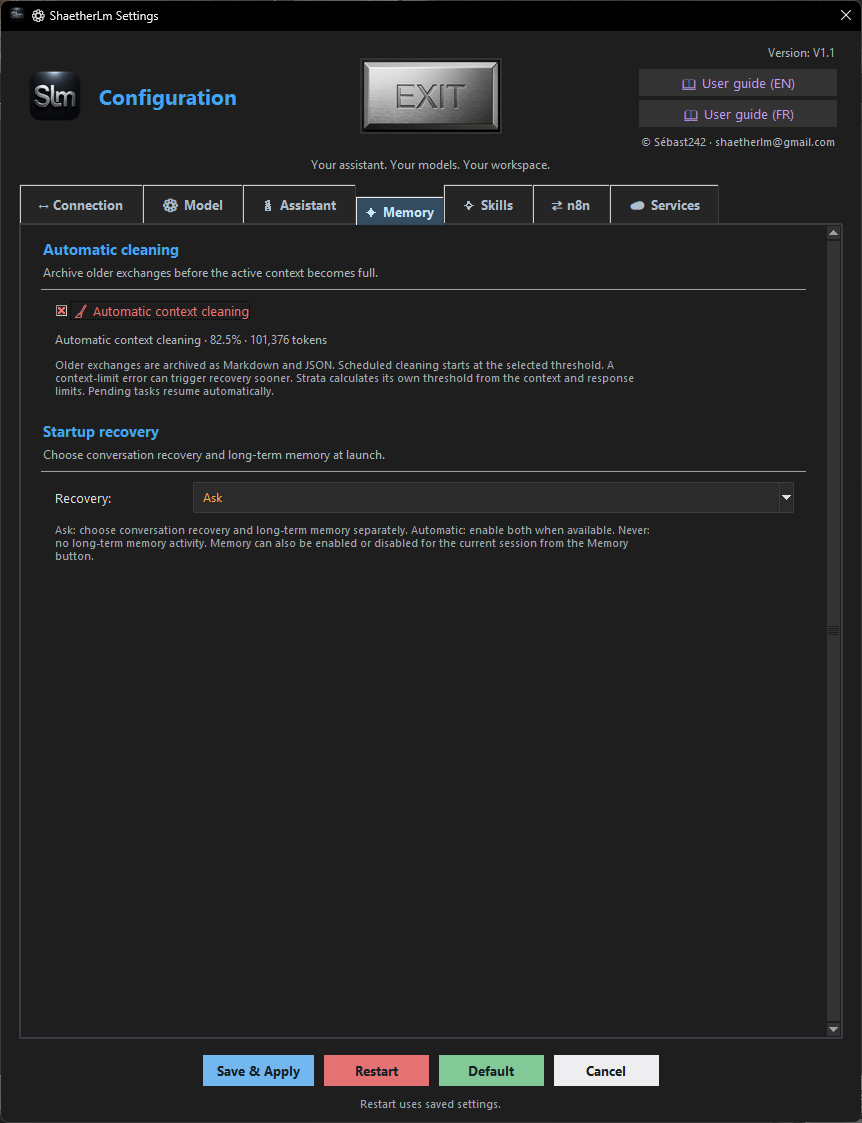 ShaetherLm Settings
Version: V1.1
Slm
Configuration
EXIT
User guide (EN)
User guide (FR)
© Sébast242 · shaetherlm@gmail.com
Your assistant. Your models. Your workspace.
Connection
Model
Assistant
Memory
Skills
n8n
Services
Automatic cleaning
Archive older exchanges before the active context becomes full.
Automatic context cleaning
Automatic context cleaning · 82.5% · 101,376 tokens
Older exchanges are archived as Markdown and JSON. Scheduled cleaning starts at the selected threshold. A
context-limit error can trigger recovery sooner. Strata calculates its own threshold from the context and response
limits. Pending tasks resume automatically.
Startup recovery
Choose conversation recovery and long-term memory at launch.
Recovery:
Ask
Ask: choose conversation recovery and long-term memory separately. Automatic: enable both when available. Never:
no long-term memory activity. Memory can also be enabled or disabled for the current session from the Memory
button.
Save & Apply
Restart
Default
Cancel
Restart uses saved settings.